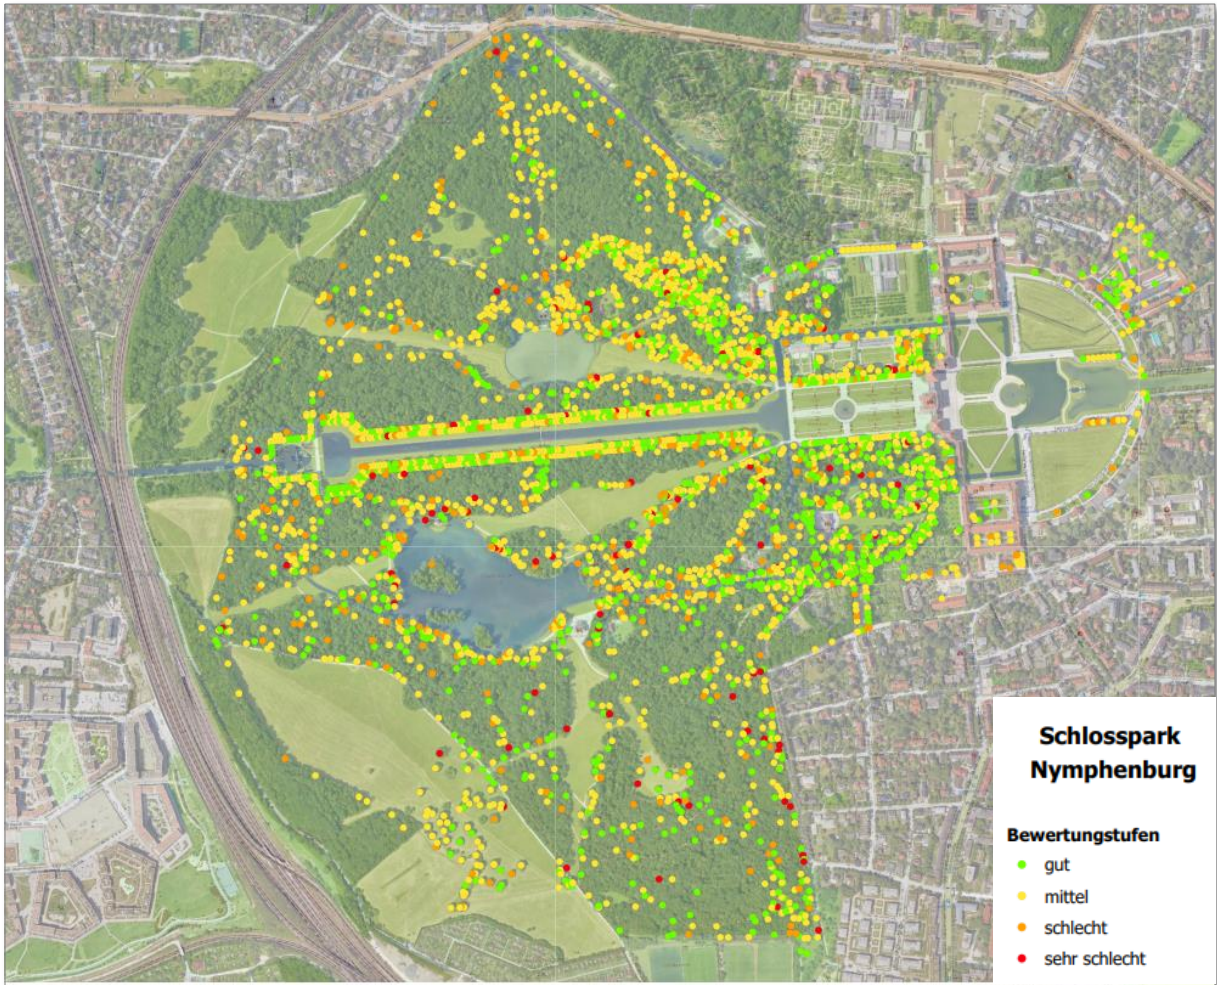 Schlosspark
Nymphenburg
Bewertungstufen
gut
mittel
schlecht
sehr schlecht